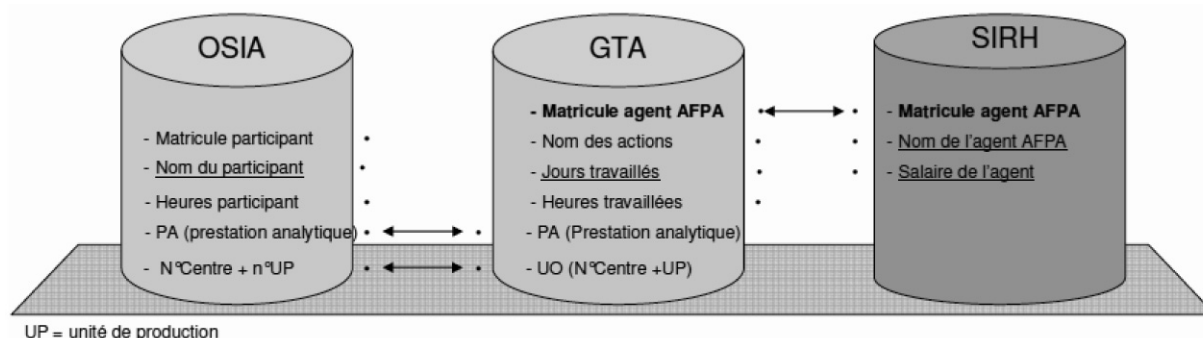 OSIA
- Matricule participant
- Nom du participant
- Heures participant
- PA (prestation analytique)
- N°Centre + n°UP
GTA
- Matricule agent AFPA
- Nom des actions
- Jours travaillés
- Heures travaillées
- PA (Prestation analytique)
- UO (N°Centre +UP)
SIRH
- Matricule agent AFPA
- Nom de l'agent AFPA
- Salaire de l'agent
UP = unité de production